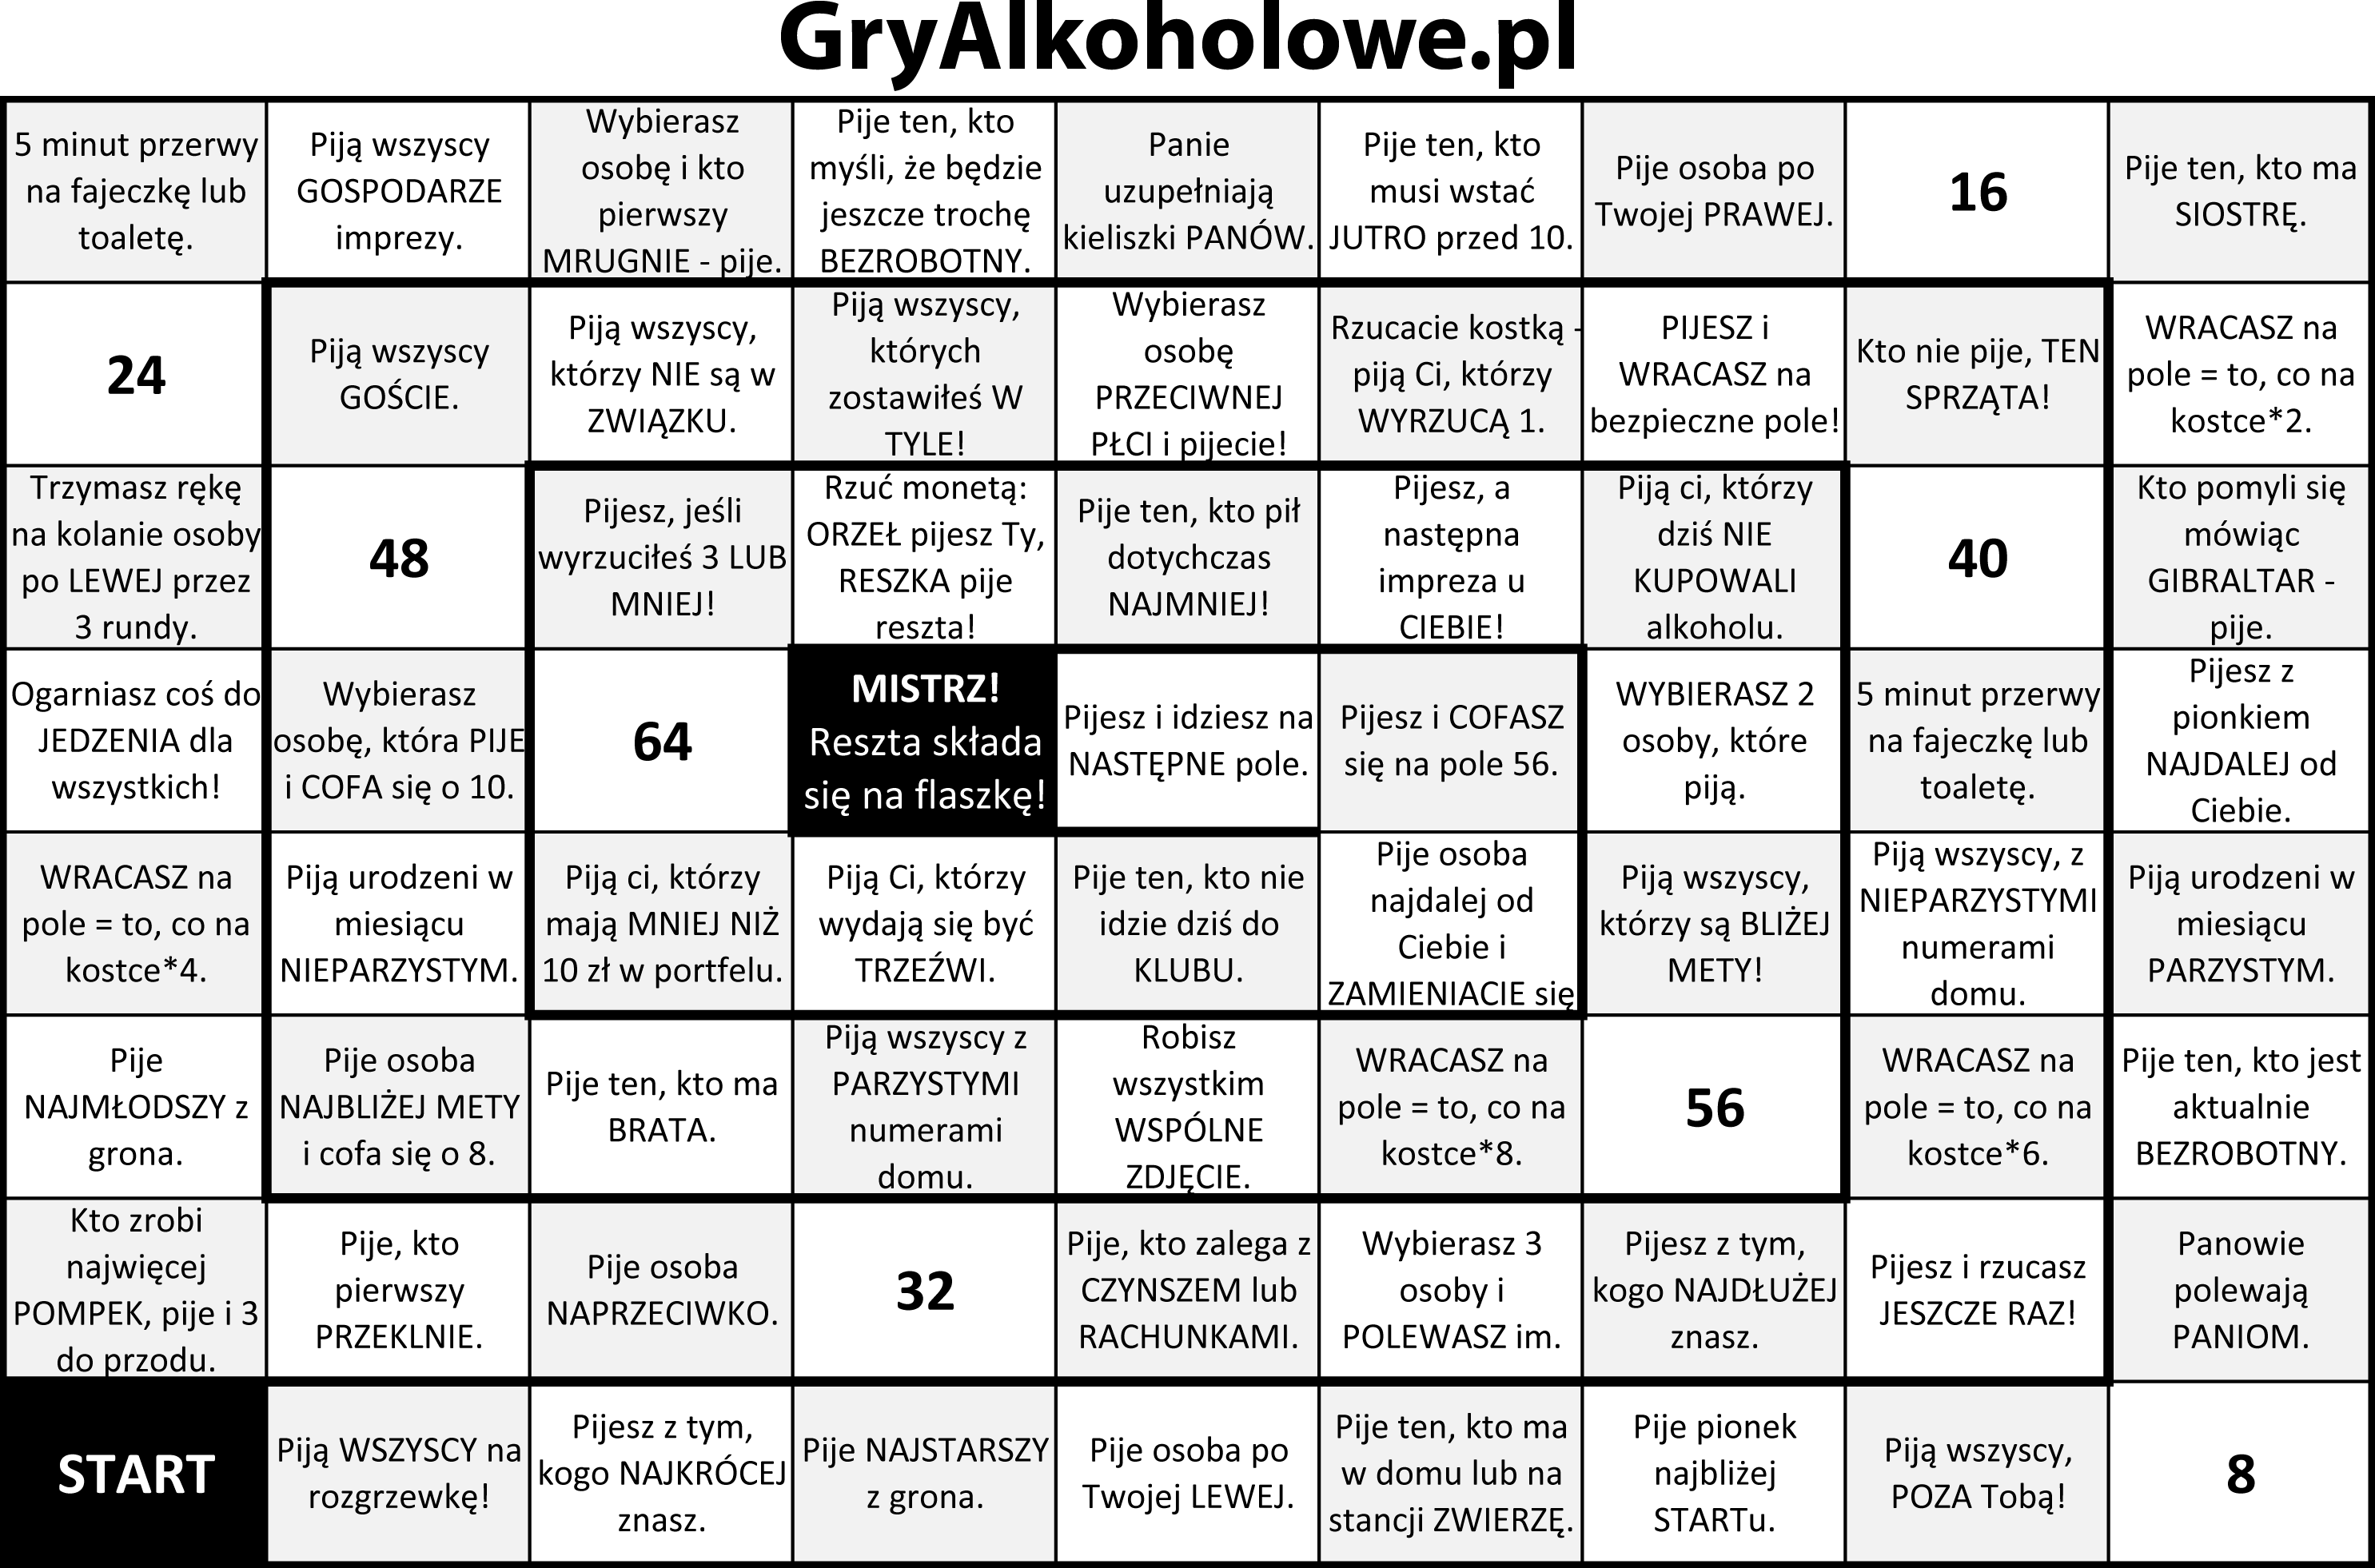 GryAlkoholowe.pl
5 minut przerwy
na fajeczkę lub
toaletę.
Piją wszyscy
GOSPODARZE
imprezy.
Wybierasz
osobę i kto
pierwszy
MRUGNIE - pije.
Pije ten, kto
myśli, że będzie
jeszcze trochę
BEZROBOTNY.
Panie
uzupełniają
kieliszki PANÓW.
Pije ten, kto
musi wstać
JUTRO przed 10.
Pije osoba po
Twojej PRAWEJ.
16
Pije ten, kto ma
SIOSTRĘ.
24
Piją wszyscy
GOŚCIE.
Piją wszyscy,
którzy NIE są w
ZWIĄZKU.
Piją wszyscy,
których
zostawiłeś W
TYLE!
Wybierasz
osobę
PRZECIWNEJ
PŁCI i pijecie!
Rzucacie kostką -
piją Ci, którzy
WYRZUCĄ 1.
PIJESZ i
WRACASZ na
bezpieczne pole!
Kto nie pije, TEN
SPRZĄTA!
WRACASZ na
pole = to, co na
kostce*2.
Trzymasz rękę
na kolanie osoby
po LEWEJ przez
3 rundy.
48
Pijesz, jeśli
wyrzuciłeś 3 LUB
MNIEJ!
Rzuć monetą:
ORZEŁ pijesz Ty,
RESZKA pije
reszta!
Pije ten, kto pił
dotychczas
NAJMNIEJ!
Pijesz, a
następna
impreza u
CIEBIE!
Piją ci, którzy
dziś NIE
KUPOWALI
alkoholu.
40
Kto pomyli się
mówiąc
GIBRALTAR -
pije.
Ogarniasz coś do
JEDZENIA dla
wszystkich!
Wybierasz
osobę, która PIJE
i COFA się o 10.
64
MISTRZ!
Reszta składa
się na flaszkę!
Pijesz i idziesz na
NASTĘPNE pole.
Pijesz i COFASZ
się na pole 56.
WYBIERASZ 2
osoby, które
piją.
5 minut przerwy
na fajeczkę lub
toaletę.
Pijesz z
pionkiem
NAJDALEJ od
Ciebie.
WRACASZ na
pole = to, co na
kostce*4.
Piją urodzeni w
miesiącu
NIEPARZYSTYM.
Piją ci, którzy
mają MNIEJ NIŻ
10 zł w portfelu.
Piją Ci, którzy
wydają się być
TRZEŹWI.
Pije ten, kto nie
idzie dziś do
KLUBU.
Pije osoba
najdalej od
Ciebie i
ZAMIENIACIE się
Piją wszyscy,
którzy są BLIŻEJ
METY!
Piją wszyscy, z
NIEPARZYSTYMI
numerami
domu.
Piją urodzeni w
miesiącu
PARZYSTYM.
Pije
NAJMŁODSZY z
grona.
Pije osoba
NAJBLIŻEJ METY
i cofa się o 8.
Pije ten, kto ma
BRATA.
Piją wszyscy z
PARZYSTYMI
numerami
domu.
Robisz
wszystkim
WSPÓLNE
ZDJĘCIE.
WRACASZ na
pole = to, co na
kostce*8.
56
WRACASZ na
pole = to, co na
kostce*6.
Pije ten, kto jest
aktualnie
BEZROBOTNY.
Kto zrobi
najwięcej
POMPEK, pije i 3
do przodu.
Pije, kto
pierwszy
PRZEKLNIE.
Pije osoba
NAPRZECIWKO.
32
Pije, kto zalega z
CZYNSZEM lub
RACHUNKAMI.
Wybierasz 3
osoby i
POLEWASZ im.
Pijesz z tym,
kogo NAJDŁUŻEJ
znasz.
Pijesz i rzucasz
JESZCZE RAZ!
Panowie
polewają
PANIOM.
START
Piją WSZYSCY na
rozgrzewkę!
Pijesz z tym,
kogo NAJKRÓCEJ
znasz.
Pije NAJSTARSZY
z grona.
Pije osoba po
Twojej LEWEJ.
Pije ten, kto ma
w domu lub na
stancji ZWIERZĘ.
Pije pionek
najbliżej
STARTu.
Piją wszyscy,
POZA Tobą!
8